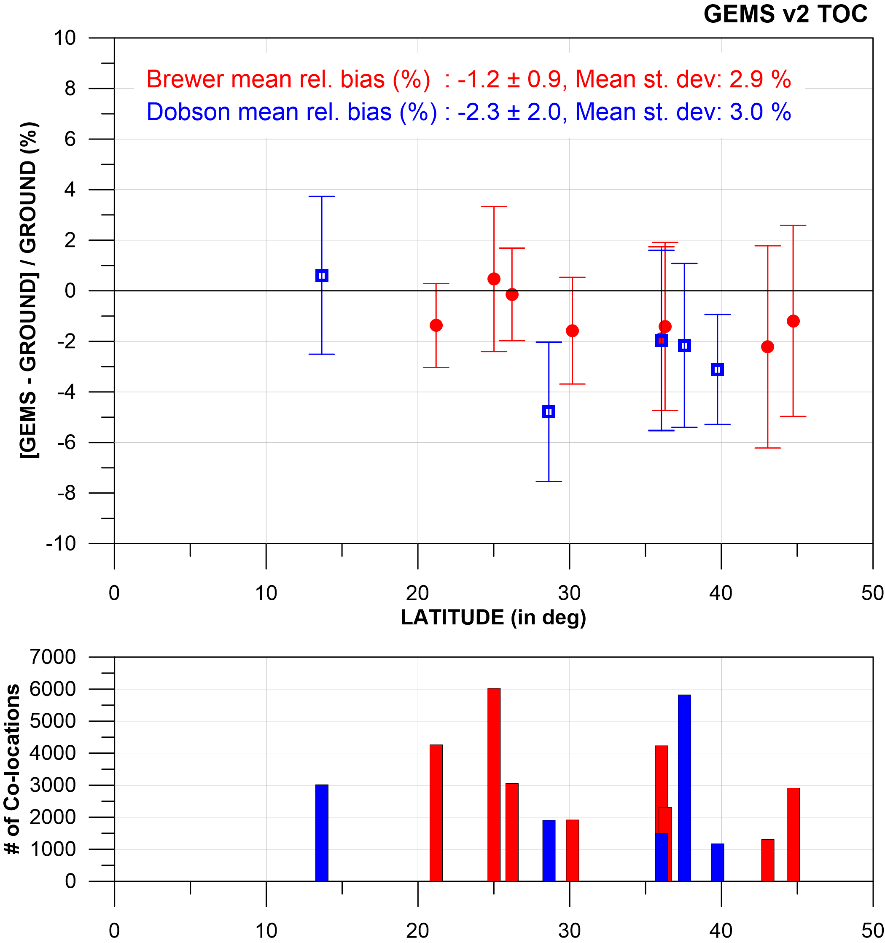 GEMS v2 TOC
10
8
6
4
2
0
-2
-4
-6
-8
-10
[GEMS - GROUND] / GROUND (%)
Brewer mean rel. bias (%) : -1.2 ± 0.9, Mean st. dev: 2.9 %
Dobson mean rel. bias (%) : -2.3 ± 2.0, Mean st. dev: 3.0 %
0 10 20 30 40 50
LATITUDE (in deg)
7000
6000
5000
4000
3000
2000
1000
0
# of Co-locations
0 10 20 30 40 50